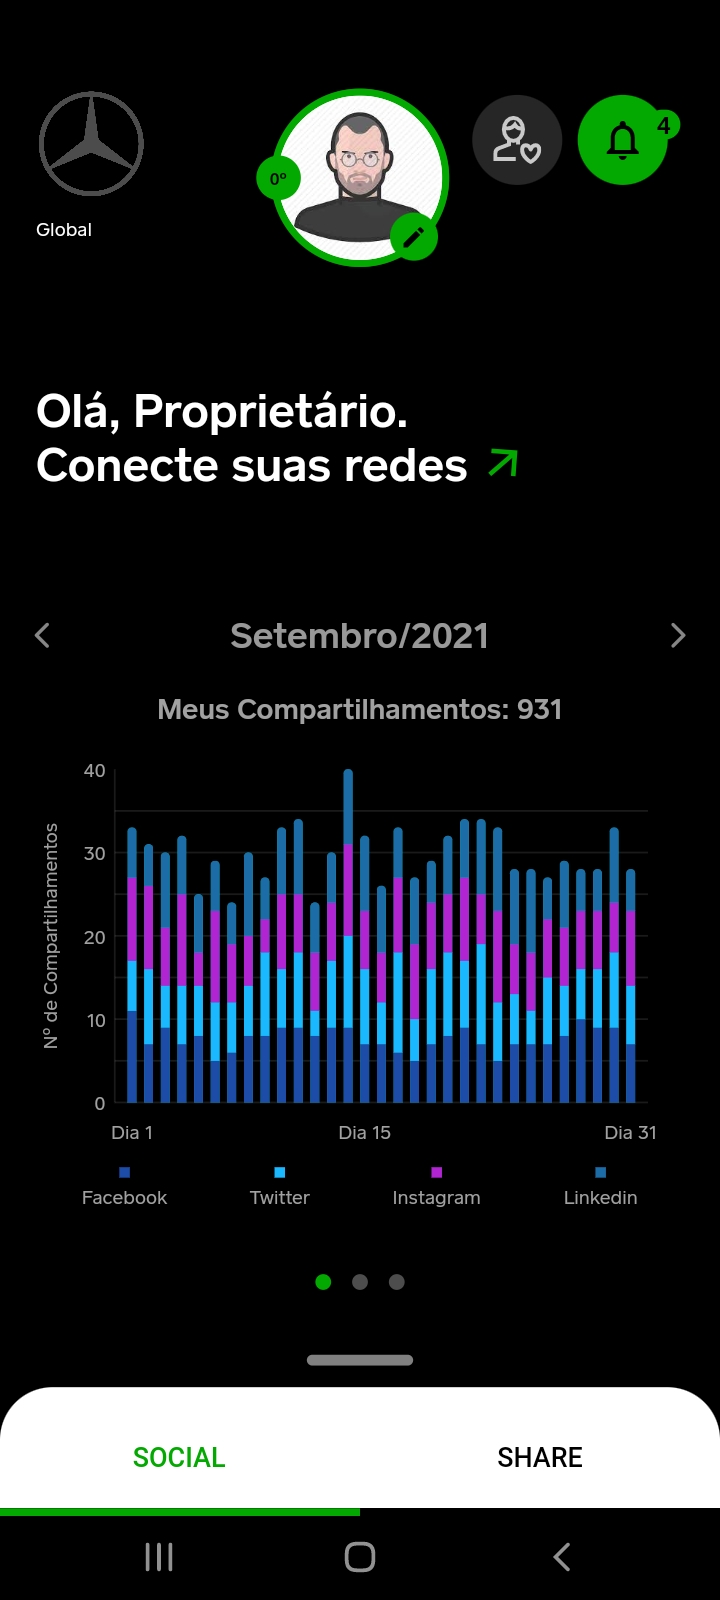 4
0º
Global
Olá, Proprietário.
Conecte suas redes
Setembro/2021
Meus Compartilhamentos: 931
Nº de Compartilhamentos
40
30
20
10
0
Dia 1 Dia 15 Dia 31
Facebook Twitter Instagram Linkedin
SOCIAL SHARE